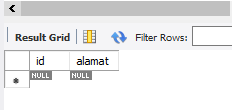 Result Grid Filter Rows:
id alamat
NULL NULL